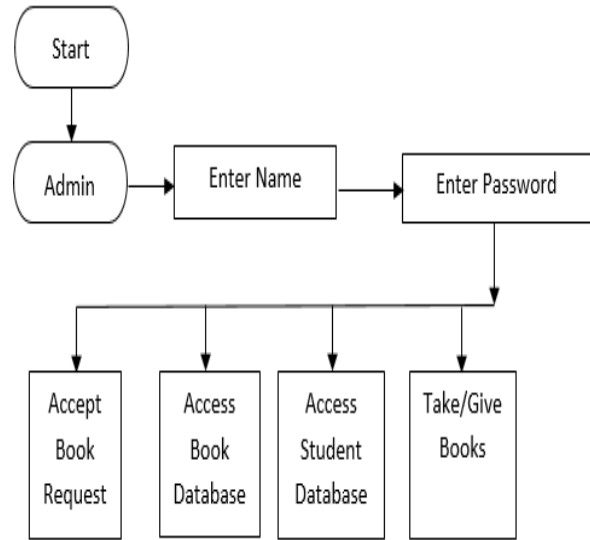 Start
Admin
Enter Name
Enter Password
Accept
Book
Request
Access
Book
Database
Access
Student
Database
Take/Give
Books